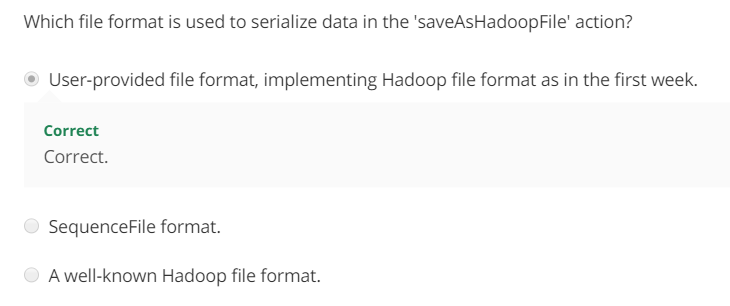 Which file format is used to serialize data in the 'saveAsHadoopFile' action?
User-provided file format, implementing Hadoop file format as in the first week.
Correct
Correct.
SequenceFile format.
A well-known Hadoop file format.